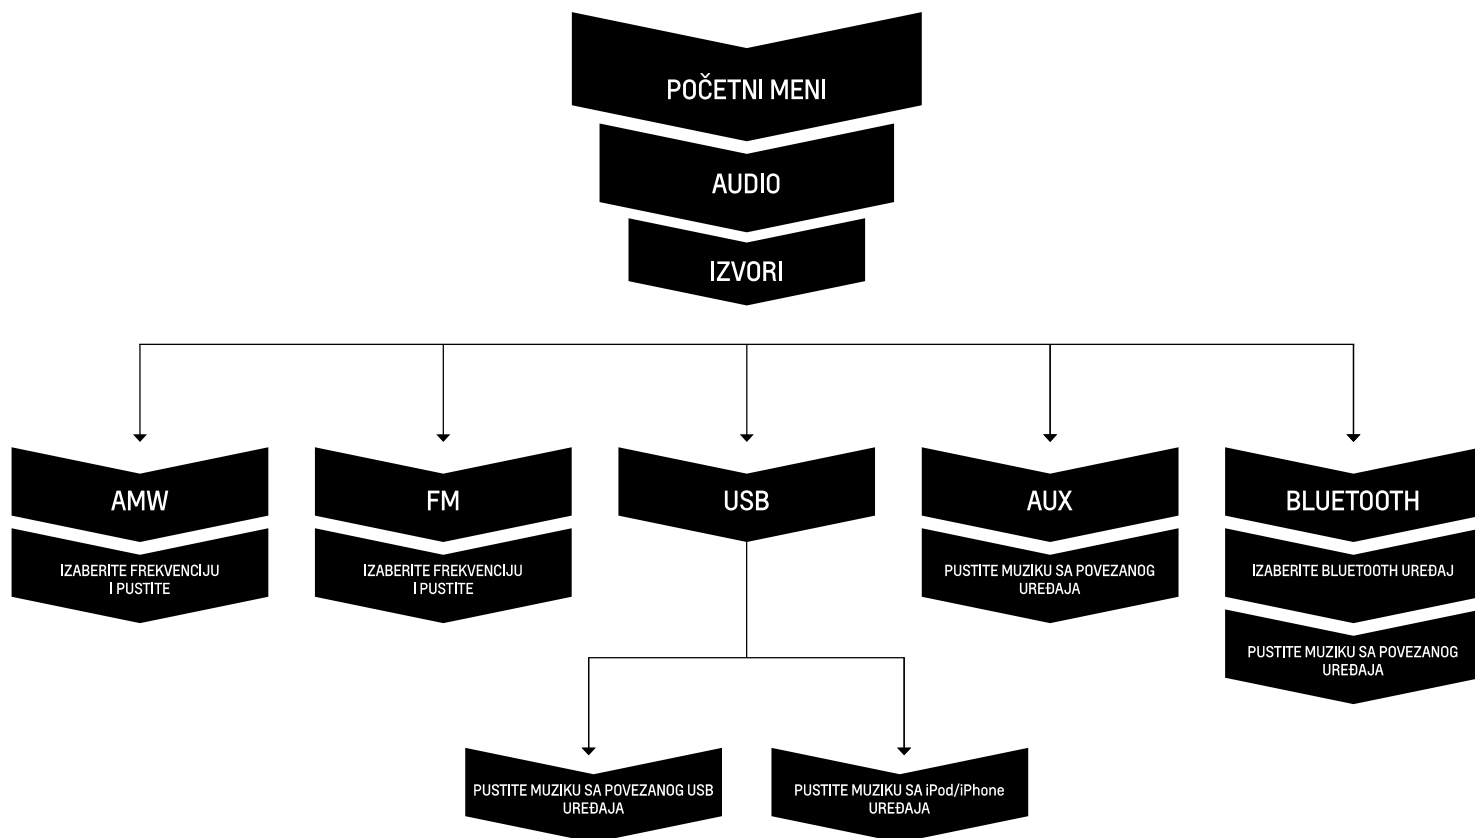 POČETNI MENI
AUDIO
IZVORI
AMW
FM
USB
AUX
BLUETOOTH
IZABERITE FREKVENCIJU
I PUSTITE
IZABERITE FREKVENCIJU
I PUSTITE
PUSTITE MUZIKU SA POVEZANOG
UREĐAJA
IZABERITE BLUETOOTH UREĐAJ
PUSTITE MUZIKU SA POVEZANOG
UREĐAJA
PUSTITE MUZIKU SA POVEZANOG USB
UREĐAJA
PUSTITE MUZIKU SA iPod/iPhone
UREĐAJA